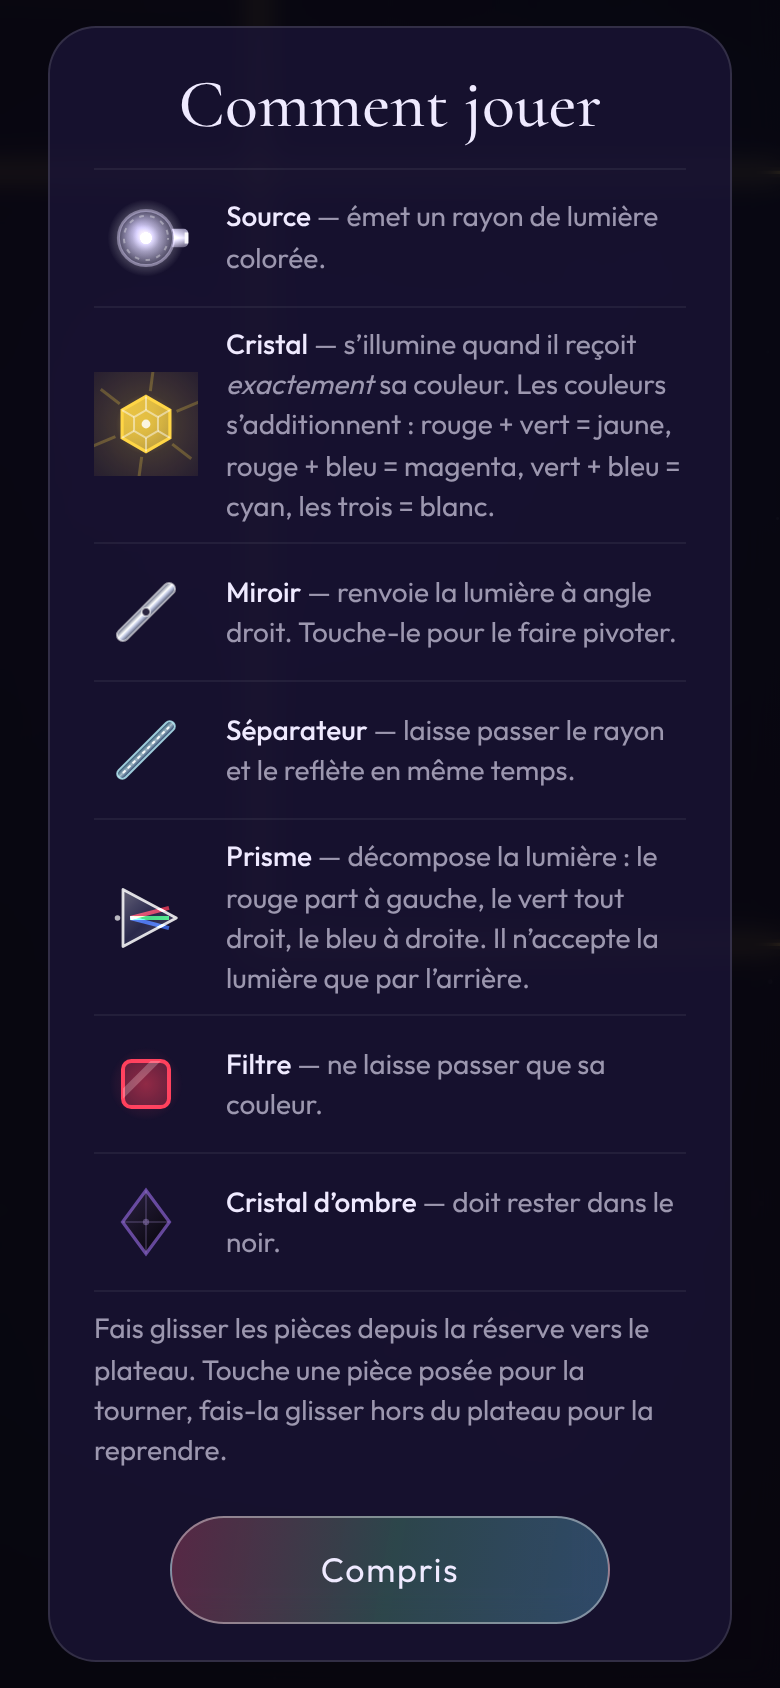 Comment jouer
Source — émet un rayon de lumière
colorée.
Cristal — s’illumine quand il reçoit
exactement sa couleur. Les couleurs
s’additionnent : rouge + vert = jaune,
rouge + bleu = magenta, vert + bleu =
cyan, les trois = blanc.
Miroir — renvoie la lumière à angle
droit. Touche-le pour le faire pivoter.
Séparateur — laisse passer le rayon
et le reflète en même temps.
Prisme — décompose la lumière : le
rouge part à gauche, le vert tout
droit, le bleu à droite. Il n’accepte la
lumière que par l’arrière.
Filtre — ne laisse passer que sa
couleur.
Cristal d’ombre — doit rester dans le
noir.
Fais glisser les pièces depuis la réserve vers le
plateau. Touche une pièce posée pour la
tourner, fais-la glisser hors du plateau pour la
reprendre.
Compris